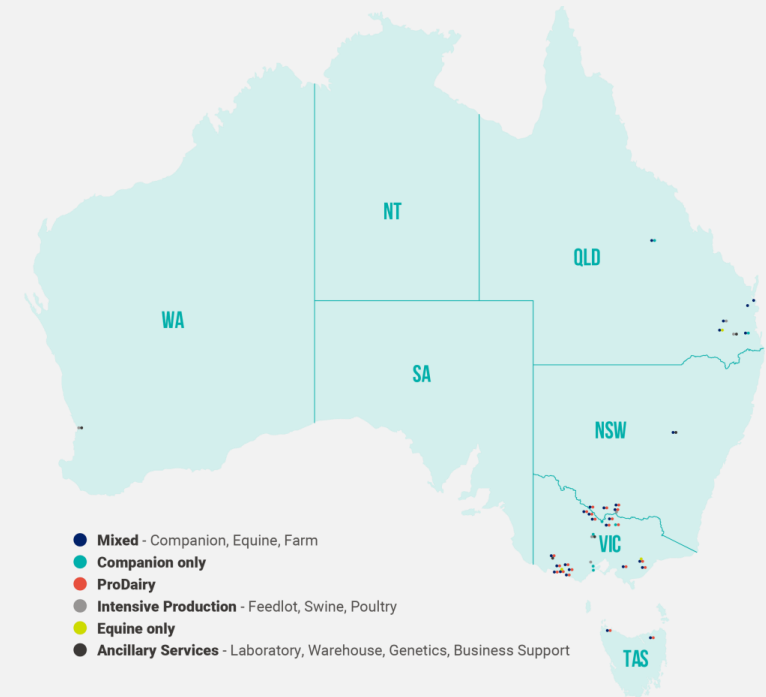 NT
QLD
WA
SA
NSW
VIC
TAS
Mixed - Companion, Equine, Farm
Companion only
ProDairy
Intensive Production - Feedlot, Swine, Poultry
Equine only
Ancillary Services - Laboratory, Warehouse, Genetics, Business Support